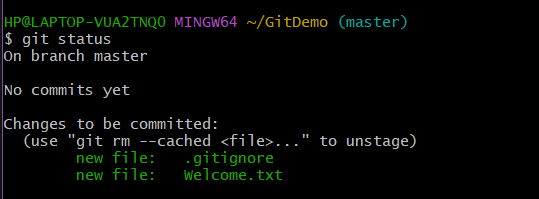 HP@LAPTOP-VUA2TNQO MINGW64 ~/GitDemo (master)
$ git status
On branch master
No commits yet
Changes to be committed:
(use "git rm --cached <file>..." to unstage)
new file: .gitignore
new file: Welcome.txt